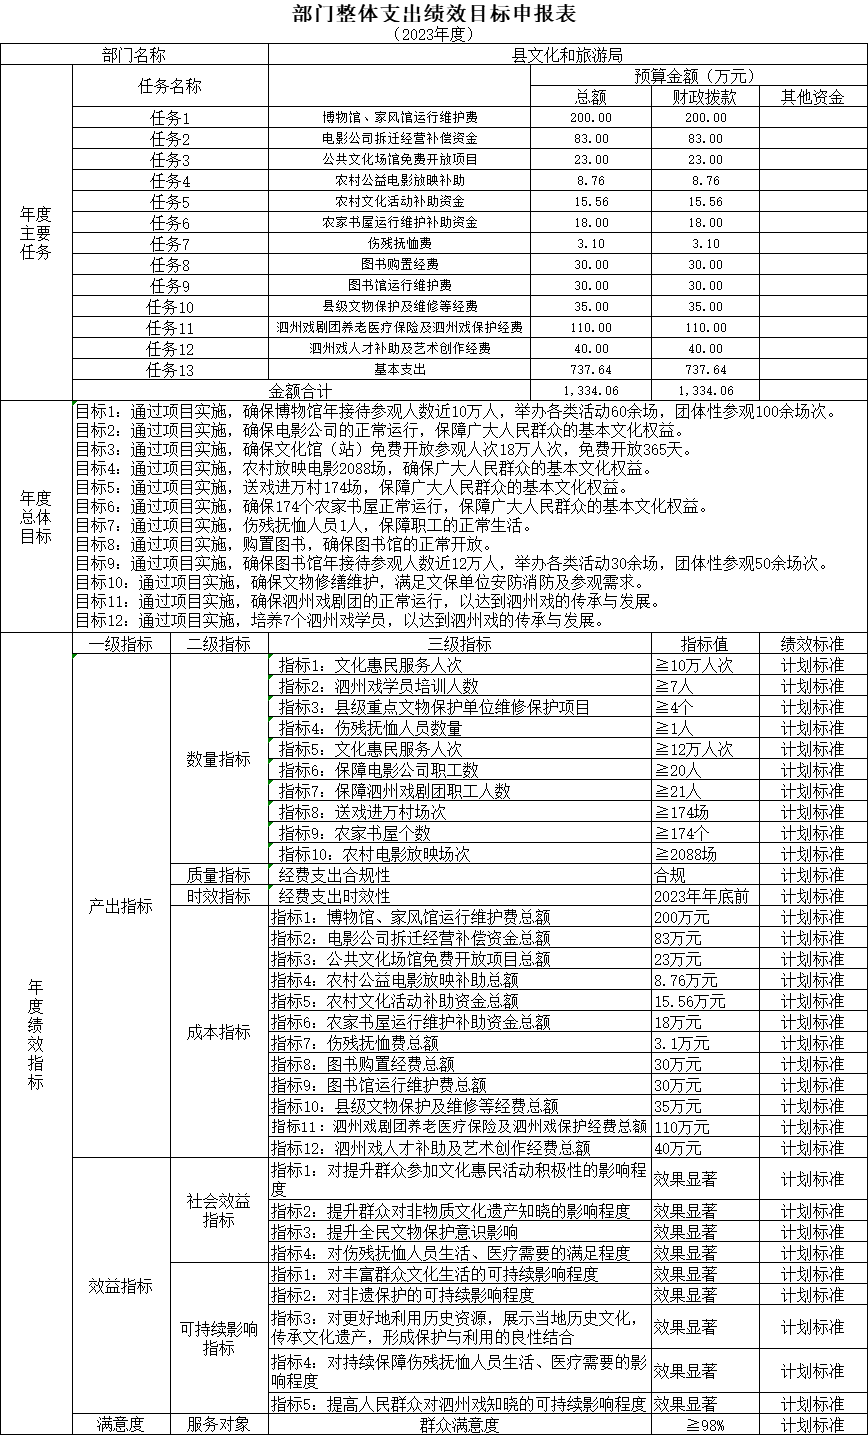 部门整体支出绩效目标申报表
（2023年度）
部门名称 县文化和旅游局
年度主要任务 任务名称 预算金额（万元）
总额 财政拨款 其他资金
任务1 博物馆、家风馆运行维护费 200.00 200.00
任务2 电影公司拆迁经营补偿资金 83.00 83.00
任务3 公共文化场馆免费开放项目 23.00 23.00
任务4 农村公益电影放映补助 8.76 8.76
任务5 农村文化活动补助资金 15.56 15.56
任务6 农家书屋运行维护补助资金 18.00 18.00
任务7 伤残抚恤费 3.10 3.10
任务8 图书购置经费 30.00 30.00
任务9 图书馆运行维护费 30.00 30.00
任务10 县级文物保护及维修等经费 35.00 35.00
任务11 泗州戏剧团养老医疗保险及泗州戏保护经费 110.00 110.00
任务12 泗州戏人才补助及艺术创作经费 40.00 40.00
任务13 基本支出 737.64 737.64
金额合计 1,334.06 1,334.06
年度总体目标
目标1：通过项目实施，确保博物馆年接待参观人数近10万人，举办各类活动60余场，团体性参观100余场次。
目标2：通过项目实施，确保电影公司的正常运行，保障广大人民群众的基本文化权益。
目标3：通过项目实施，确保文化馆（站）免费开放参观人次18万人次，免费开放365天。
目标4：通过项目实施，农村放映电影2088场，确保广大人民群众的基本文化权益。
目标5：通过项目实施，送戏进万村174场，保障广大人民群众的基本文化权益。
目标6：通过项目实施，确保174个农家书屋正常运行，保障广大人民群众的基本文化权益。
目标7：通过项目实施，伤残抚恤人员1人，保障职工的正常生活。
目标8：通过项目实施，购置图书，确保图书馆的正常开放。
目标9：通过项目实施，确保图书馆年接待参观人数近12万人，举办各类活动30余场，团体性参观50余场次。
目标10：通过项目实施，确保文物修缮维护，满足文保单位安防消防及参观需求。
目标11：通过项目实施，确保泗州戏剧团的正常运行，以达到泗州戏的传承与发展。
目标12：通过项目实施，培养7个泗州戏学员，以达到泗州戏的传承与发展。
年度绩效指标 一级指标 二级指标 三级指标 指标值 绩效标准
产出指标 数量指标 指标1：文化惠民服务人次 ≧10万人次 计划标准
指标2：泗州戏学员培训人数 ≧7人 计划标准
指标3：县级重点文物保护单位维修保护项目 ≧4个 计划标准
指标4：伤残抚恤人员数量 ≧1人 计划标准
指标5：文化惠民服务人次 ≧12万人次 计划标准
指标6：保障电影公司职工数 ≧20人 计划标准
指标7：保障泗州戏剧团职工人数 ≧21人 计划标准
指标8：送戏进万村场次 ≧174场 计划标准
指标9：农家书屋个数 ≧174个 计划标准
指标10：农村电影放映场次 ≧2088场 计划标准
质量指标 经费支出合规性 合规 计划标准
时效指标 经费支出时效性 2023年年底前 计划标准
成本指标 指标1：博物馆、家风馆运行维护费总额 200万元 计划标准
指标2：电影公司拆迁经营补偿资金总额 83万元 计划标准
指标3：公共文化场馆免费开放项目总额 23万元 计划标准
指标4：农村公益电影放映补助总额 8.76万元 计划标准
指标5：农村文化活动补助资金总额 15.56万元 计划标准
指标6：农家书屋运行维护补助资金总额 18万元 计划标准
指标7：伤残抚恤费总额 3.1万元 计划标准
指标8：图书购置经费总额 30万元 计划标准
指标9：图书馆运行维护费总额 30万元 计划标准
指标10：县级文物保护及维修等经费总额 35万元 计划标准
指标11：泗州戏剧团养老医疗保险及泗州戏保护经费总额 110万元 计划标准
指标12：泗州戏人才补助及艺术创作经费总额 40万元 计划标准
效益指标 社会效益指标 指标1：对提升群众参加文化惠民活动积极性的影响程
度 效果显著 计划标准
指标2：提升群众对非物质文化遗产知晓的影响程度 效果显著 计划标准
指标3：提升全民文物保护意识影响 效果显著 计划标准
指标4：对伤残抚恤人员生活、医疗需要的满足程度 效果显著 计划标准
可持续影响指标 指标1：对丰富群众文化生活的可持续影响程度 效果显著 计划标准
指标2：对非遗保护的可持续影响程度 效果显著 计划标准
指标3：对更好地利用历史资源，展示当地历史文化，
传承文化遗产，形成保护与利用的良性结合 效果显著 计划标准
指标4：对持续保障伤残抚恤人员生活、医疗需要的影
响程度 效果显著 计划标准
指标5：提高人民群众对泗州戏知晓的可持续影响程度 效果显著 计划标准
满意度 服务对象 群众满意度 ≧98% 计划标准